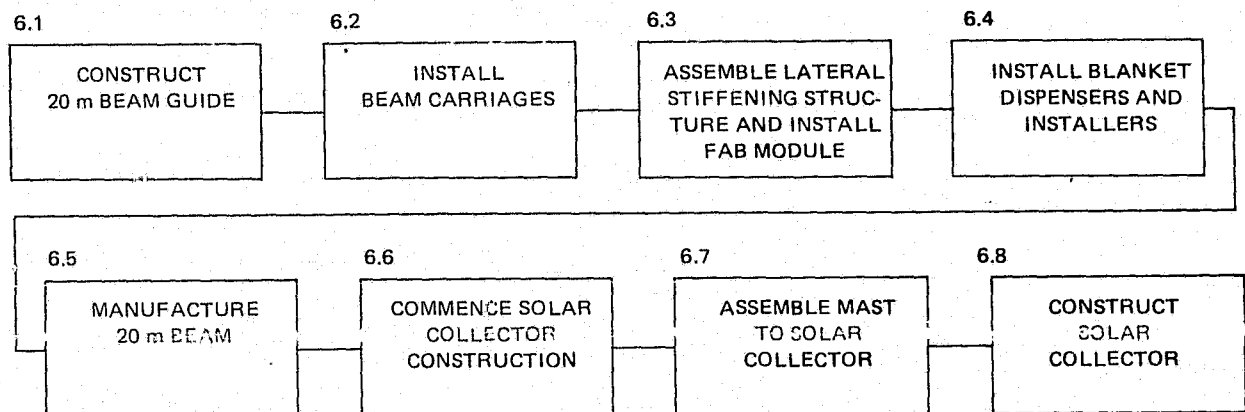 6.1
CONSTRUCT
20 m BEAM GUIDE
6.2
INSTALL
BEAM CARRIAGES
6.3
ASSEMBLE LATERAL
STIFFENING STRUC-
TURE AND INSTALL
FAB MODULE
6.4
INSTALL BLANKET
DISPENSERS AND
INSTALLERS
6.5
MANUFACTURE
20 m BEAM
6.6
COMMENCE SOLAR
COLLECTOR
CONSTRUCTION
6.7
ASSEMBLE MAST
TO SOLAR
COLLECTOR
6.8
CONSTRUCT
SOLAR
COLLECTOR